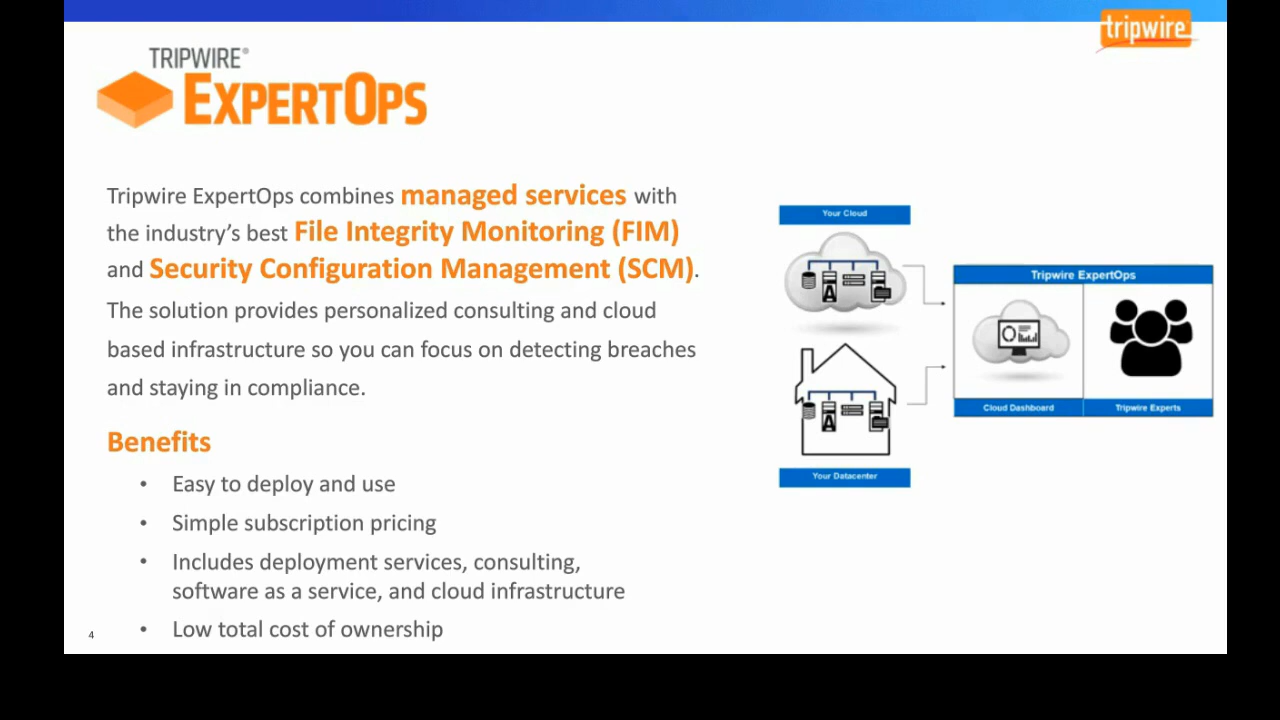 tripwire
TRIPWIRE®
EXPERTOPS
Tripwire ExpertOps combines managed services with
the industry’s best File Integrity Monitoring (FIM)
and Security Configuration Management (SCM).
The solution provides personalized consulting and cloud
based infrastructure so you can focus on detecting breaches
and staying in compliance.
Benefits
• Easy to deploy and use
• Simple subscription pricing
• Includes deployment services, consulting,
software as a service, and cloud infrastructure
• Low total cost of ownership
4
Your Cloud
A
Tripwire ExpertOps
Cloud Dashboard
Tripwire Experts
A
Your Datacenter